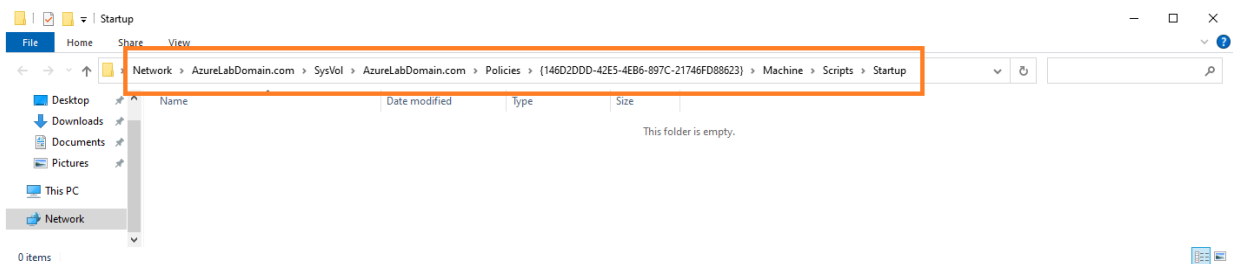 Startup
File Home Share View
Network > AzureLabDomain.com > SysVol > AzureLabDomain.com > Policies > {146D2DDD-42E5-4EB6-897C-21746FD88623} > Machine > Scripts > Startup
Name Date modified Type Size
Desktop
This folder is empty.
Downloads
Documents
Pictures
This PC
Network
0 items